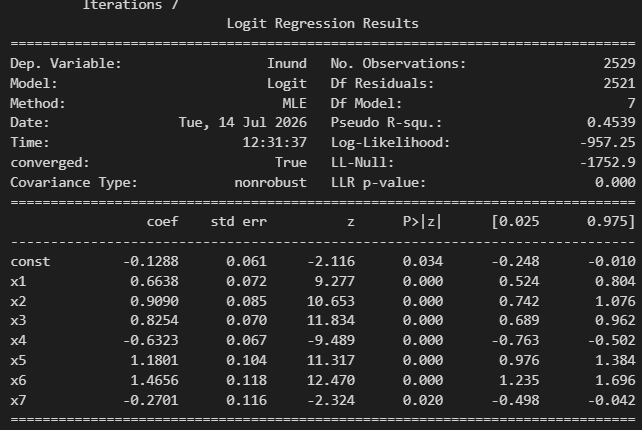 Iterations 7
Logit Regression Results
==============================================================================
Dep. Variable: Inund No. Observations: 2529
Model: Logit Df Residuals: 2521
Method: MLE Df Model: 7
Date: Tue, 14 Jul 2026 Pseudo R-squ.: 0.4539
Time: 12:31:37 Log-Likelihood: -957.25
converged: True LL-Null: -1752.9
Covariance Type: nonrobust LLR p-value: 0.000
==============================================================================
coef std err z P>|z| [0.025 0.975]
------------------------------------------------------------------------------
const -0.1288 0.061 -2.116 0.034 -0.248 -0.010
x1 0.6638 0.072 9.277 0.000 0.524 0.804
x2 0.9090 0.085 10.653 0.000 0.742 1.076
x3 0.8254 0.070 11.834 0.000 0.689 0.962
x4 -0.6323 0.067 -9.489 0.000 -0.763 -0.502
x5 1.1801 0.104 11.317 0.000 0.976 1.384
x6 1.4656 0.118 12.470 0.000 1.235 1.696
x7 -0.2701 0.116 -2.324 0.020 -0.498 -0.042
==============================================================================